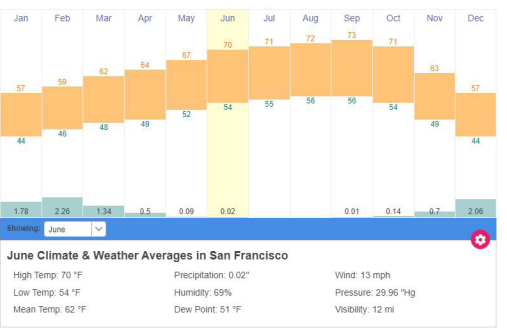 Jan Feb Mar Apr May Jun Jul Aug Sep Oct Nov Dec
57 59 62 64 67 70 71 72 73 71 63 57
44 46 48 49 52 54 55 56 56 54 49 44
1.78 2.26 1.34 0.5 0.09 0.02 0.01 0.14 0.7 2.06
Showing: June
June Climate & Weather Averages in San Francisco
High Temp: 70 °F Precipitation: 0.02" Wind: 13 mph
Low Temp: 54 °F Humidity: 69% Pressure: 29.96 "Hg
Mean Temp: 62 °F Dew Point: 51 °F Visibility: 12 mi